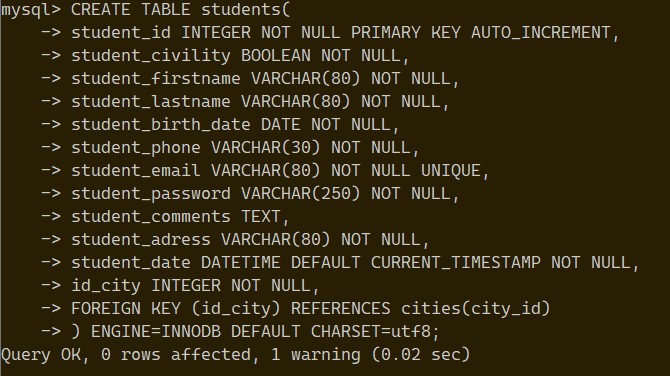 mysql> CREATE TABLE students(
    -> student_id INTEGER NOT NULL PRIMARY KEY AUTO_INCREMENT,
    -> student_civility BOOLEAN NOT NULL,
    -> student_firstname VARCHAR(80) NOT NULL,
    -> student_lastname VARCHAR(80) NOT NULL,
    -> student_birth_date DATE NOT NULL,
    -> student_phone VARCHAR(30) NOT NULL,
    -> student_email VARCHAR(80) NOT NULL UNIQUE,
    -> student_password VARCHAR(250) NOT NULL,
    -> student_comments TEXT,
    -> student_adress VARCHAR(80) NOT NULL,
    -> student_date DATETIME DEFAULT CURRENT_TIMESTAMP NOT NULL,
    -> id_city INTEGER NOT NULL,
    -> FOREIGN KEY (id_city) REFERENCES cities(city_id)
    -> ) ENGINE=INNODB DEFAULT CHARSET=utf8;
Query OK, 0 rows affected, 1 warning (0.02 sec)